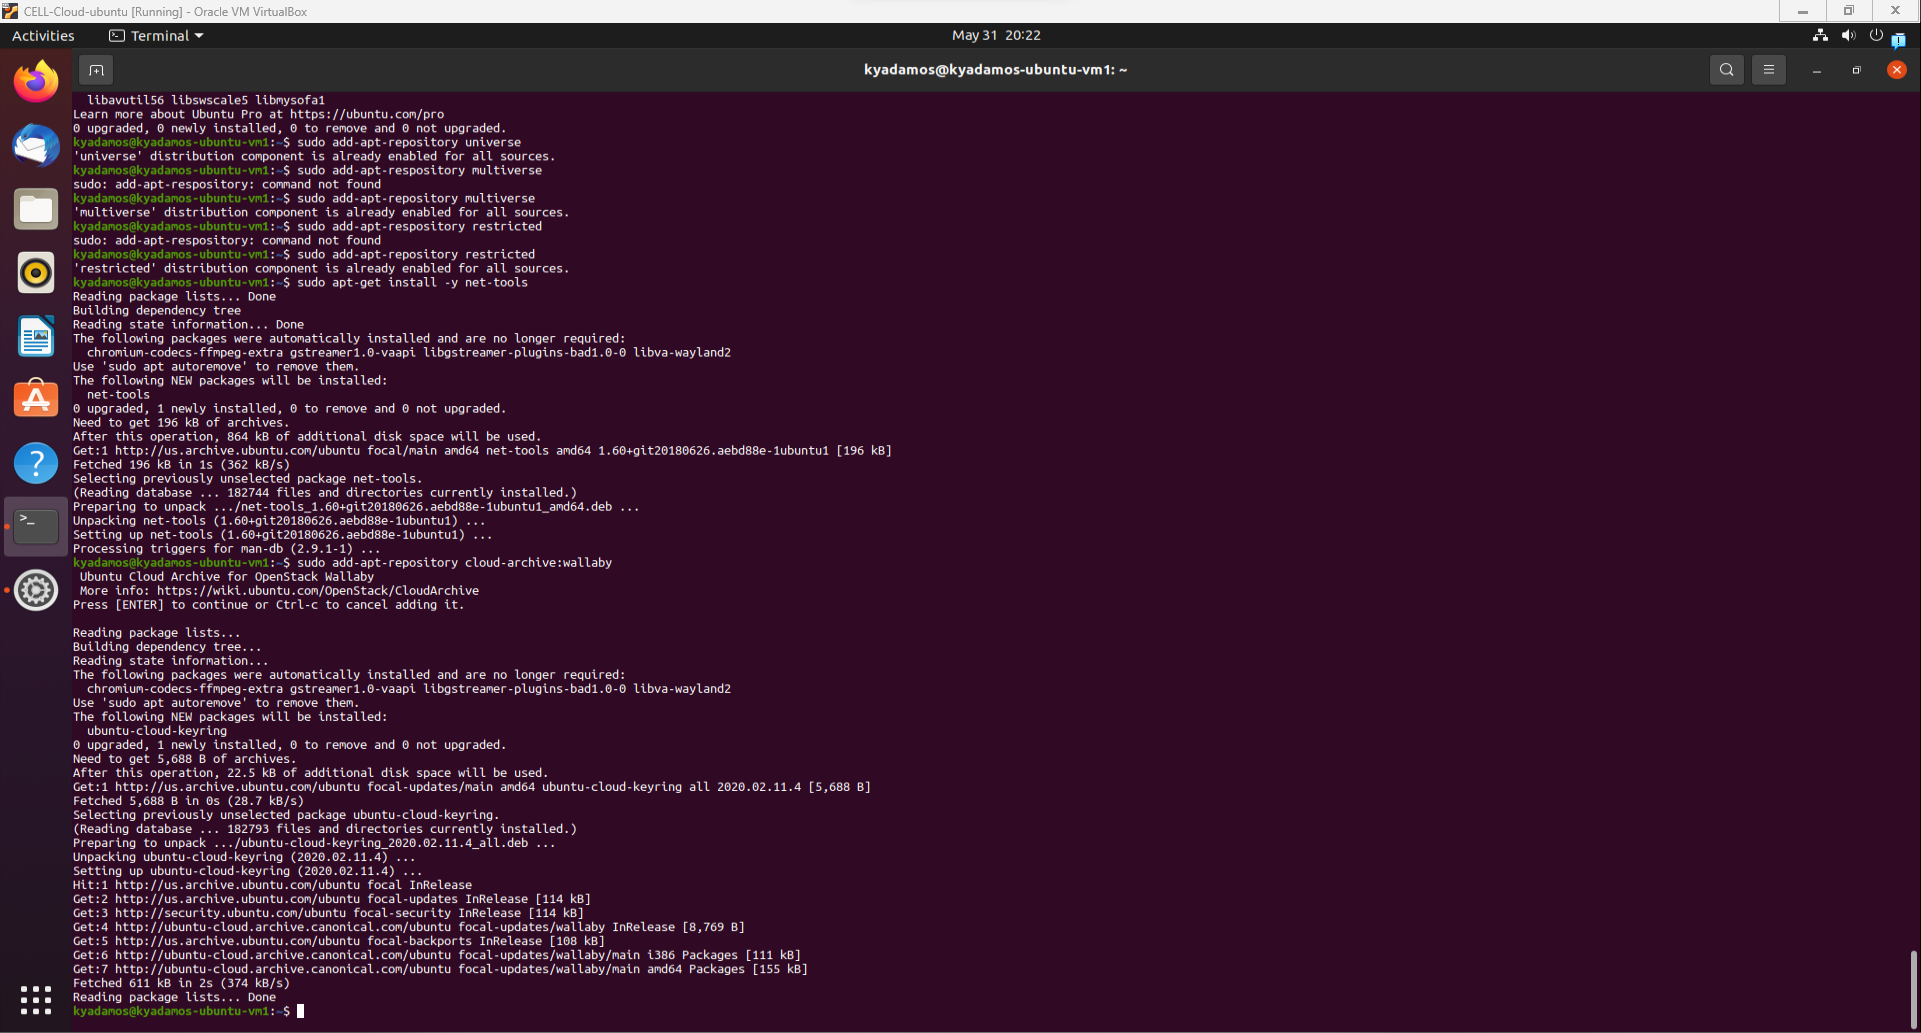 CELL-Cloud-ubuntu [Running] - Oracle VM VirtualBox
Activities
Terminal
May 31 20:22
kyadamos@kyadamos-ubuntu-vm1: ~
  libavutil56 libswscale5 libmysofa1
Learn more about Ubuntu Pro at https://ubuntu.com/pro
0 upgraded, 0 newly installed, 0 to remove and 0 not upgraded.
kyadamos@kyadamos-ubuntu-vm1:~$ sudo add-apt-repository universe
'universe' distribution component is already enabled for all sources.
kyadamos@kyadamos-ubuntu-vm1:~$ sudo add-apt-respository multiverse
sudo: add-apt-respository: command not found
kyadamos@kyadamos-ubuntu-vm1:~$ sudo add-apt-repository multiverse
'multiverse' distribution component is already enabled for all sources.
kyadamos@kyadamos-ubuntu-vm1:~$ sudo add-apt-respository restricted
sudo: add-apt-respository: command not found
kyadamos@kyadamos-ubuntu-vm1:~$ sudo add-apt-repository restricted
'restricted' distribution component is already enabled for all sources.
kyadamos@kyadamos-ubuntu-vm1:~$ sudo apt-get install -y net-tools
Reading package lists... Done
Building dependency tree
Reading state information... Done
The following packages were automatically installed and are no longer required:
  chromium-codecs-ffmpeg-extra gstreamer1.0-vaapi libgstreamer-plugins-bad1.0-0 libva-wayland2
Use 'sudo apt autoremove' to remove them.
The following NEW packages will be installed:
  net-tools
0 upgraded, 1 newly installed, 0 to remove and 0 not upgraded.
Need to get 196 kB of archives.
After this operation, 864 kB of additional disk space will be used.
Get:1 http://us.archive.ubuntu.com/ubuntu focal/main amd64 net-tools amd64 1.60+git20180626.aebd88e-1ubuntu1 [196 kB]
Fetched 196 kB in 1s (362 kB/s)
Selecting previously unselected package net-tools.
(Reading database ... 182744 files and directories currently installed.)
Preparing to unpack .../net-tools_1.60+git20180626.aebd88e-1ubuntu1_amd64.deb ...
Unpacking net-tools (1.60+git20180626.aebd88e-1ubuntu1) ...
Setting up net-tools (1.60+git20180626.aebd88e-1ubuntu1) ...
Processing triggers for man-db (2.9.1-1) ...
kyadamos@kyadamos-ubuntu-vm1:~$ sudo add-apt-repository cloud-archive:wallaby
 Ubuntu Cloud Archive for OpenStack Wallaby
 More info: https://wiki.ubuntu.com/OpenStack/CloudArchive
Press [ENTER] to continue or Ctrl-c to cancel adding it.
Reading package lists...
Building dependency tree...
Reading state information...
The following packages were automatically installed and are no longer required:
  chromium-codecs-ffmpeg-extra gstreamer1.0-vaapi libgstreamer-plugins-bad1.0-0 libva-wayland2
Use 'sudo apt autoremove' to remove them.
The following NEW packages will be installed:
  ubuntu-cloud-keyring
0 upgraded, 1 newly installed, 0 to remove and 0 not upgraded.
Need to get 5,688 B of archives.
After this operation, 22.5 kB of additional disk space will be used.
Get:1 http://us.archive.ubuntu.com/ubuntu focal-updates/main amd64 ubuntu-cloud-keyring all 2020.02.11.4 [5,688 B]
Fetched 5,688 B in 0s (28.7 kB/s)
Selecting previously unselected package ubuntu-cloud-keyring.
(Reading database ... 182793 files and directories currently installed.)
Preparing to unpack .../ubuntu-cloud-keyring_2020.02.11.4_all.deb ...
Unpacking ubuntu-cloud-keyring (2020.02.11.4) ...
Setting up ubuntu-cloud-keyring (2020.02.11.4) ...
Hit:1 http://us.archive.ubuntu.com/ubuntu focal InRelease
Get:2 http://us.archive.ubuntu.com/ubuntu focal-updates InRelease [114 kB]
Get:3 http://security.ubuntu.com/ubuntu focal-security InRelease [114 kB]
Get:4 http://ubuntu-cloud.archive.canonical.com/ubuntu focal-updates/wallaby InRelease [8,769 B]
Get:5 http://us.archive.ubuntu.com/ubuntu focal-backports InRelease [108 kB]
Get:6 http://ubuntu-cloud.archive.canonical.com/ubuntu focal-updates/wallaby/main i386 Packages [111 kB]
Get:7 http://ubuntu-cloud.archive.canonical.com/ubuntu focal-updates/wallaby/main amd64 Packages [155 kB]
Fetched 611 kB in 2s (374 kB/s)
Reading package lists... Done
kyadamos@kyadamos-ubuntu-vm1:~$